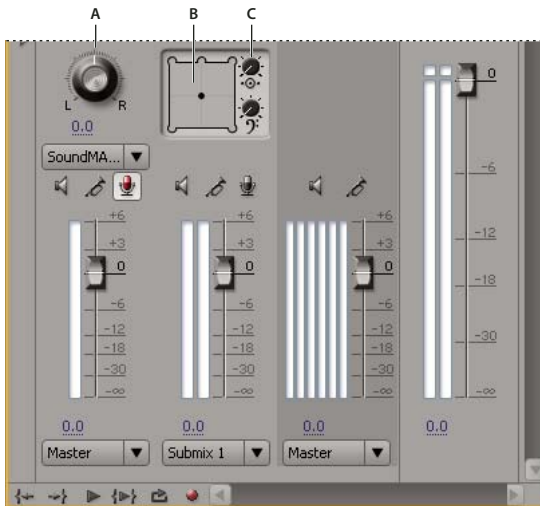 A B C
L R
0.0
SoundMA...
0
-6
-12
-18
-30
-∞
+6 +6 +6
+3 +3 +3
0 0 0
-6 -6 -6
-12 -12 -12
-18 -18 -18
-30 -30 -30
-∞ -∞ -∞
0.0 0.0 0.0 0.0
Master Submix 1 Master